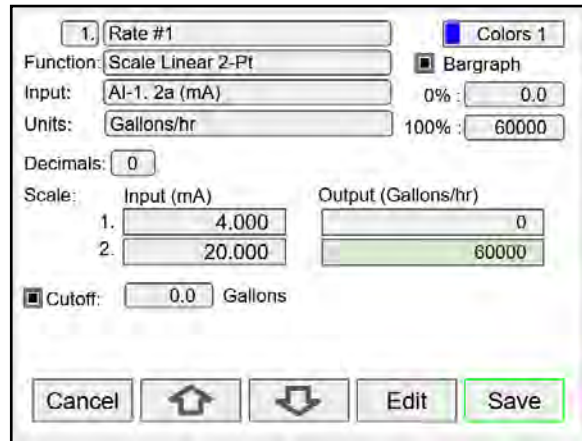 1. Rate #1 Colors 1
Function: Scale Linear 2-Pt Bargraph
Input: AI-1. 2a (mA) 0% : 0.0
Units: Gallons/hr 100% : 60000
Decimals: 0
Scale: Input (mA) Output (Gallons/hr)
1. 4.000 0
2. 20.000 60000
Cutoff: 0.0 Gallons
Cancel Edit Save